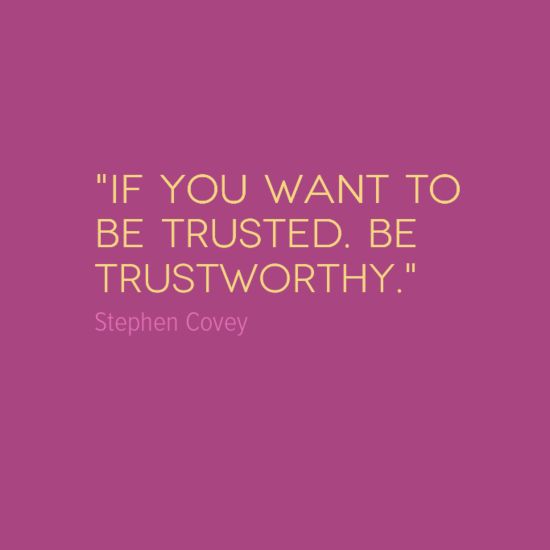 "IF YOU WANT TO
BE TRUSTED. BE
TRUSTWORTHY."
Stephen Covey